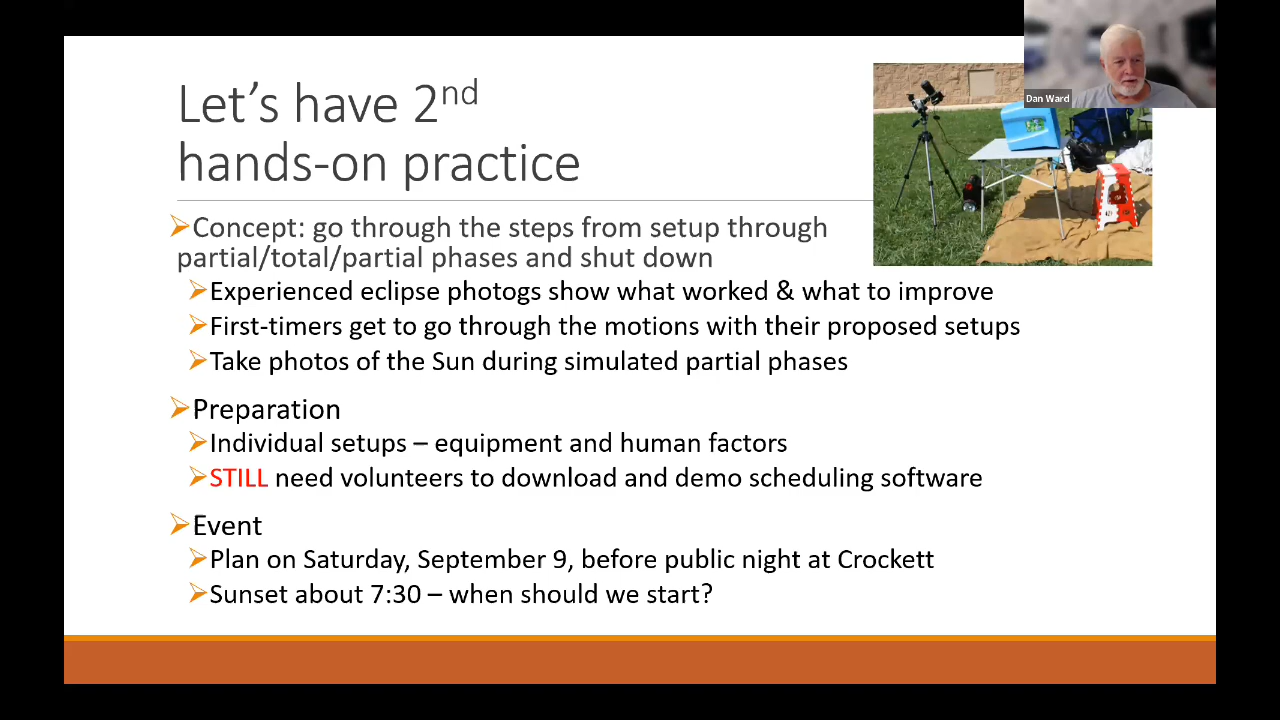 Let's have 2nd
hands-on practice
Dan Ward
➢Concept: go through the steps from setup through
partial/total/partial phases and shut down
➢Experienced eclipse photogs show what worked & what to improve
➢First-timers get to go through the motions with their proposed setups
➢Take photos of the Sun during simulated partial phases
➢Preparation
➢Individual setups – equipment and human factors
➢STILL need volunteers to download and demo scheduling software
➢Event
➢Plan on Saturday, September 9, before public night at Crockett
➢Sunset about 7:30 – when should we start?